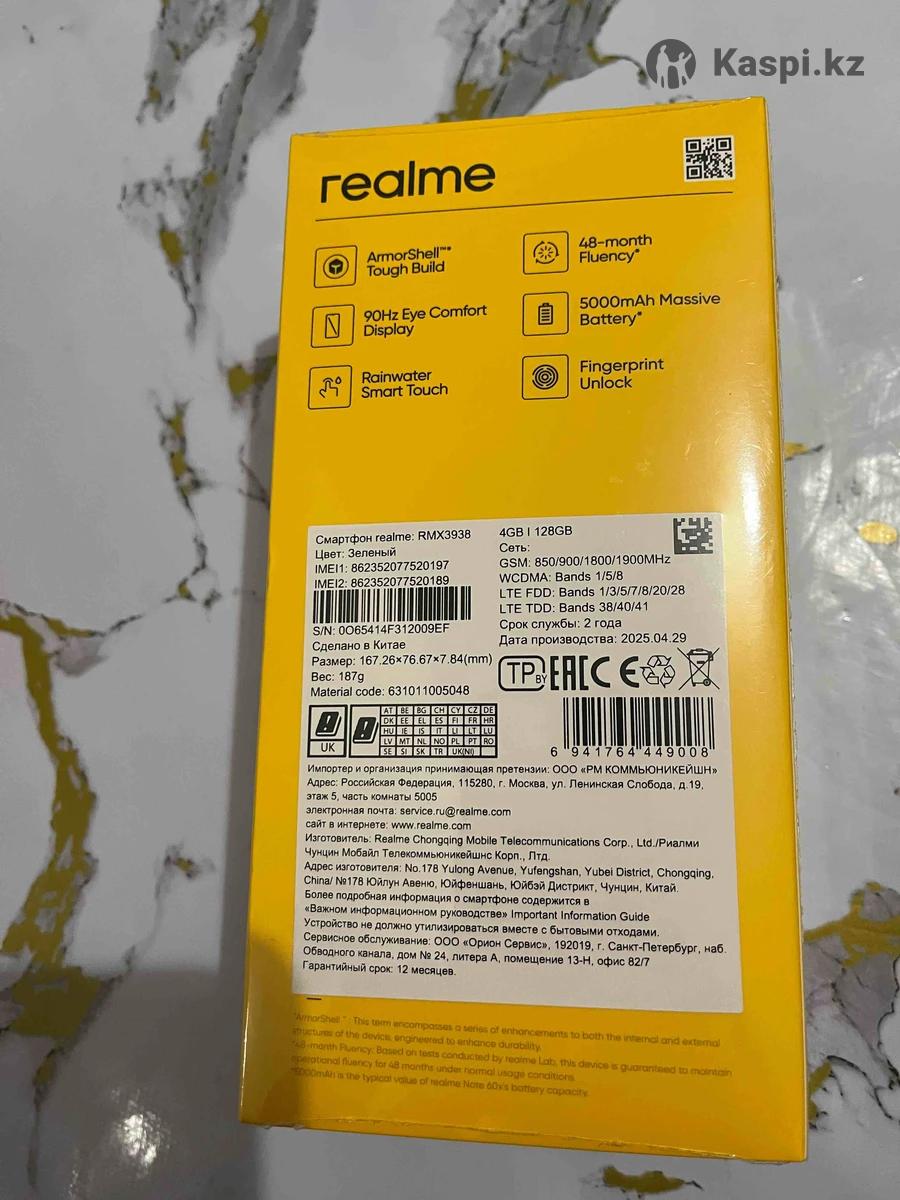 Kaspi.kz
realme
ArmorShell™*
Tough Build
48-month
Fluency*
90Hz Eye Comfort
Display
5000mAh Massive
Battery*
Rainwater
Smart Touch
Fingerprint
Unlock
Смартфон realme: RMX3938
Цвет: Зеленый
IMEI1: 862352077520197
IMEI2: 862352077520189
S/N: 0O65414F312009EF
Сделано в Китае
Размер: 167.26×76.67×7.84(mm)
Вес: 187g
Material code: 631011005048
4GB | 128GB
Сеть:
GSM: 850/900/1800/1900MHz
WCDMA: Bands 1/5/8
LTE FDD: Bands 1/3/5/7/8/20/28
LTE TDD: Bands 38/40/41
Срок службы: 2 года
Дата производства: 2025.04.29
TP BY EAC CE
UK
AT BE BG CH CY CZ DE
DK EE EL ES FI FR HR
HU IE IS IT LI LT LU
LV MT NL NO PL PT RO
SE SI SK TR UK(NI)
6 941764 449008
Импортер и организация принимающая претензии: ООО «РМ КОММЬЮНИКЕЙШН»
Адрес: Российская Федерация, 115280, г. Москва, ул. Ленинская Слобода, д.19,
этаж 5, часть комнаты 5005
электронная почта: service.ru@realme.com
сайт в интернете: www.realme.com
Изготовитель: Realme Chongqing Mobile Telecommunications Corp., Ltd./Риалми
Чунцин Мобайл Телекоммьюникейшнс Корп., Лтд.
Адрес изготовителя: No.178 Yulong Avenue, Yufengshan, Yubei District, Chongqing,
China/ №178 Юйлун Авеню, Юйфеншань, Юйбэй Дистрикт, Чунцин, Китай.
Более подробная информация о смартфоне содержится в
«Важном информационном руководстве» Important Information Guide
Устройство не должно утилизироваться вместе с бытовыми отходами.
Сервисное обслуживание: ООО «Орион Сервис», 192019, г. Санкт-Петербург, наб.
Обводного канала, дом № 24, литера А, помещение 13-Н, офис 82/7
Гарантийный срок: 12 месяцев.
*ArmorShell™: This term encompasses a series of enhancements to both the internal and external
structures of the device, engineered to enhance durability.
*48-month Fluency: Based on tests conducted by realme Lab, this device is guaranteed to maintain
operational fluency for 48 months under normal usage conditions.
*5000mAh is the typical value of realme Note 60x's battery capacity.